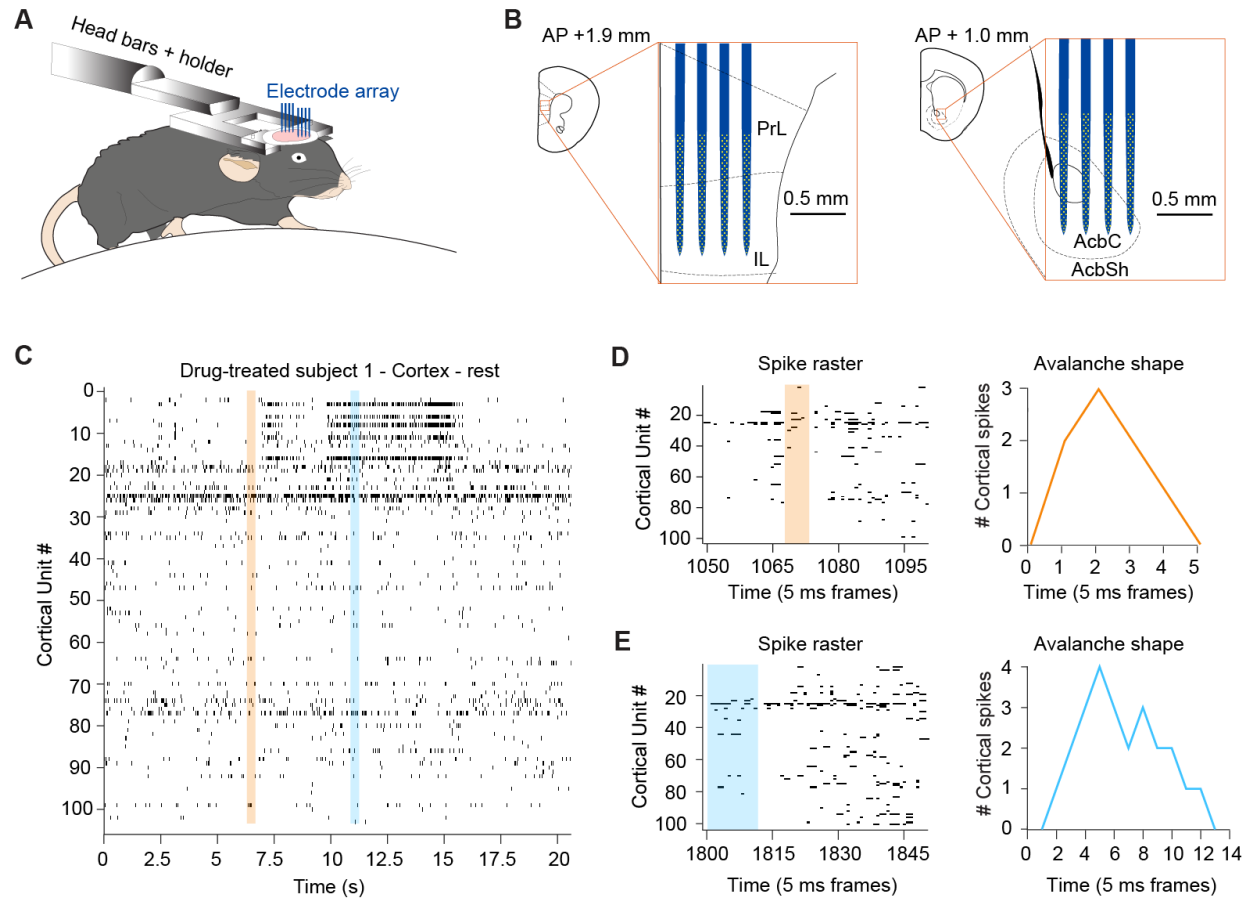 A
Head bars + holder
Electrode array
B
AP +1.9 mm
PrL
0.5 mm
IL
AP + 1.0 mm
0.5 mm
AcbC
AcbSh
C
Drug-treated subject 1 - Cortex - rest
Cortical Unit #
0
10
20
30
40
50
60
70
80
90
100
0 2.5 5 7.5 10 12.5 15 17.5 20
Time (s)
D
Spike raster
Cortical Unit #
20
40
60
80
100
1050 1065 1080 1095
Time (5 ms frames)
Avalanche shape
# Cortical spikes
3
2
1
0
0 1 2 3 4 5
Time (5 ms frames)
E
Spike raster
Cortical Unit #
20
40
60
80
100
1800 1815 1830 1850
Time (5 ms frames)
Avalanche shape
# Cortical spikes
4
3
2
1
0
0 2 4 6 8 10 12 14
Time (5 ms frames)